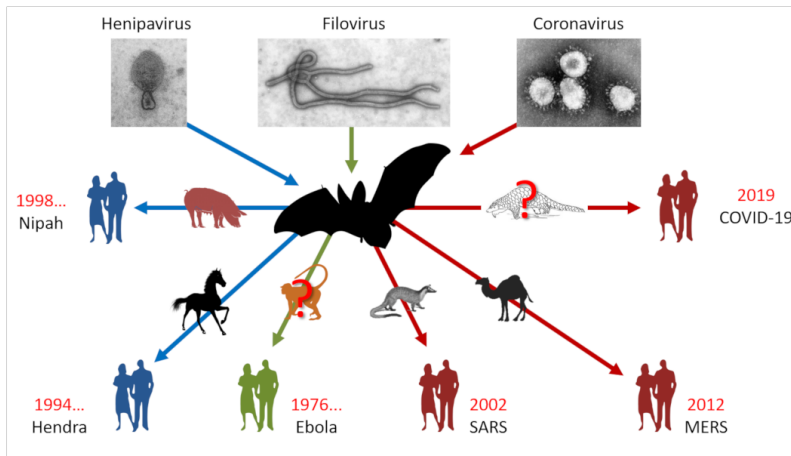 Henipavirus
Filovirus
Coronavirus
1998...
Nipah
?
2019
COVID-19
?
1994...
Hendra
1976...
Ebola
2002
SARS
2012
MERS